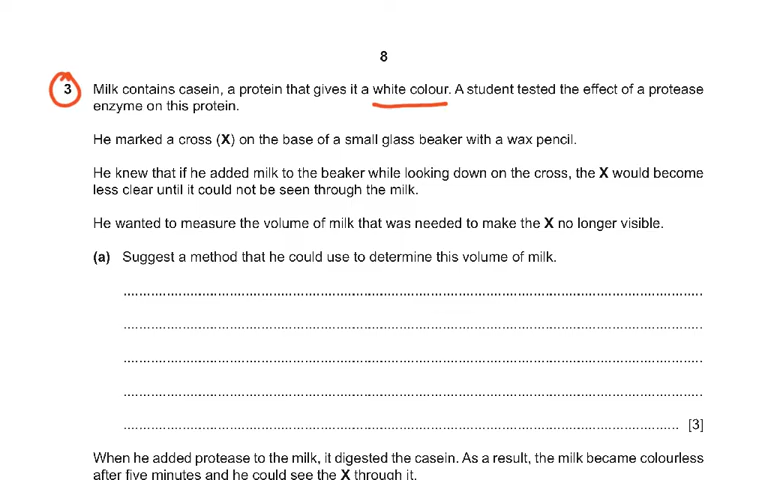 8
3 Milk contains casein, a protein that gives it a white colour. A student tested the effect of a protease
enzyme on this protein.
He marked a cross (X) on the base of a small glass beaker with a wax pencil.
He knew that if he added milk to the beaker while looking down on the cross, the X would become
less clear until it could not be seen through the milk.
He wanted to measure the volume of milk that was needed to make the X no longer visible.
(a) Suggest a method that he could use to determine this volume of milk.
....................................................................................................
....................................................................................................
....................................................................................................
....................................................................................................
.................................................................................................... [3]
When he added protease to the milk, it digested the casein. As a result, the milk became colourless
after five minutes and he could see the X through it.